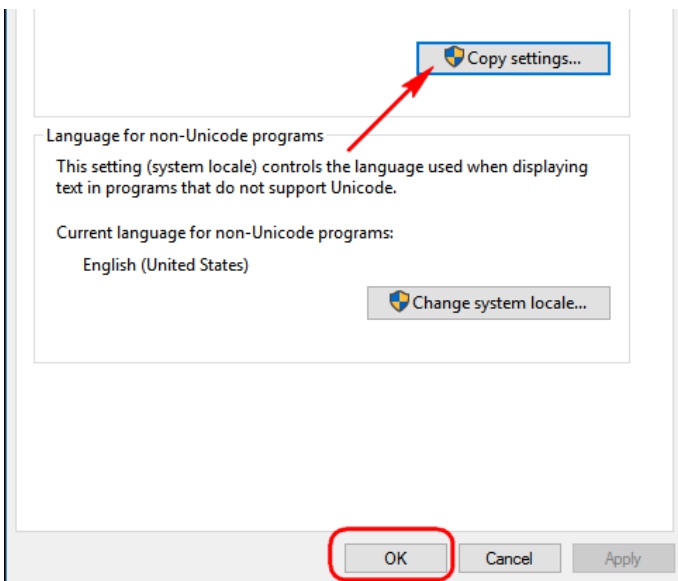 Copy settings...
Language for non-Unicode programs
This setting (system locale) controls the language used when displaying
text in programs that do not support Unicode.
Current language for non-Unicode programs:
English (United States)
Change system locale...
OK Cancel Apply